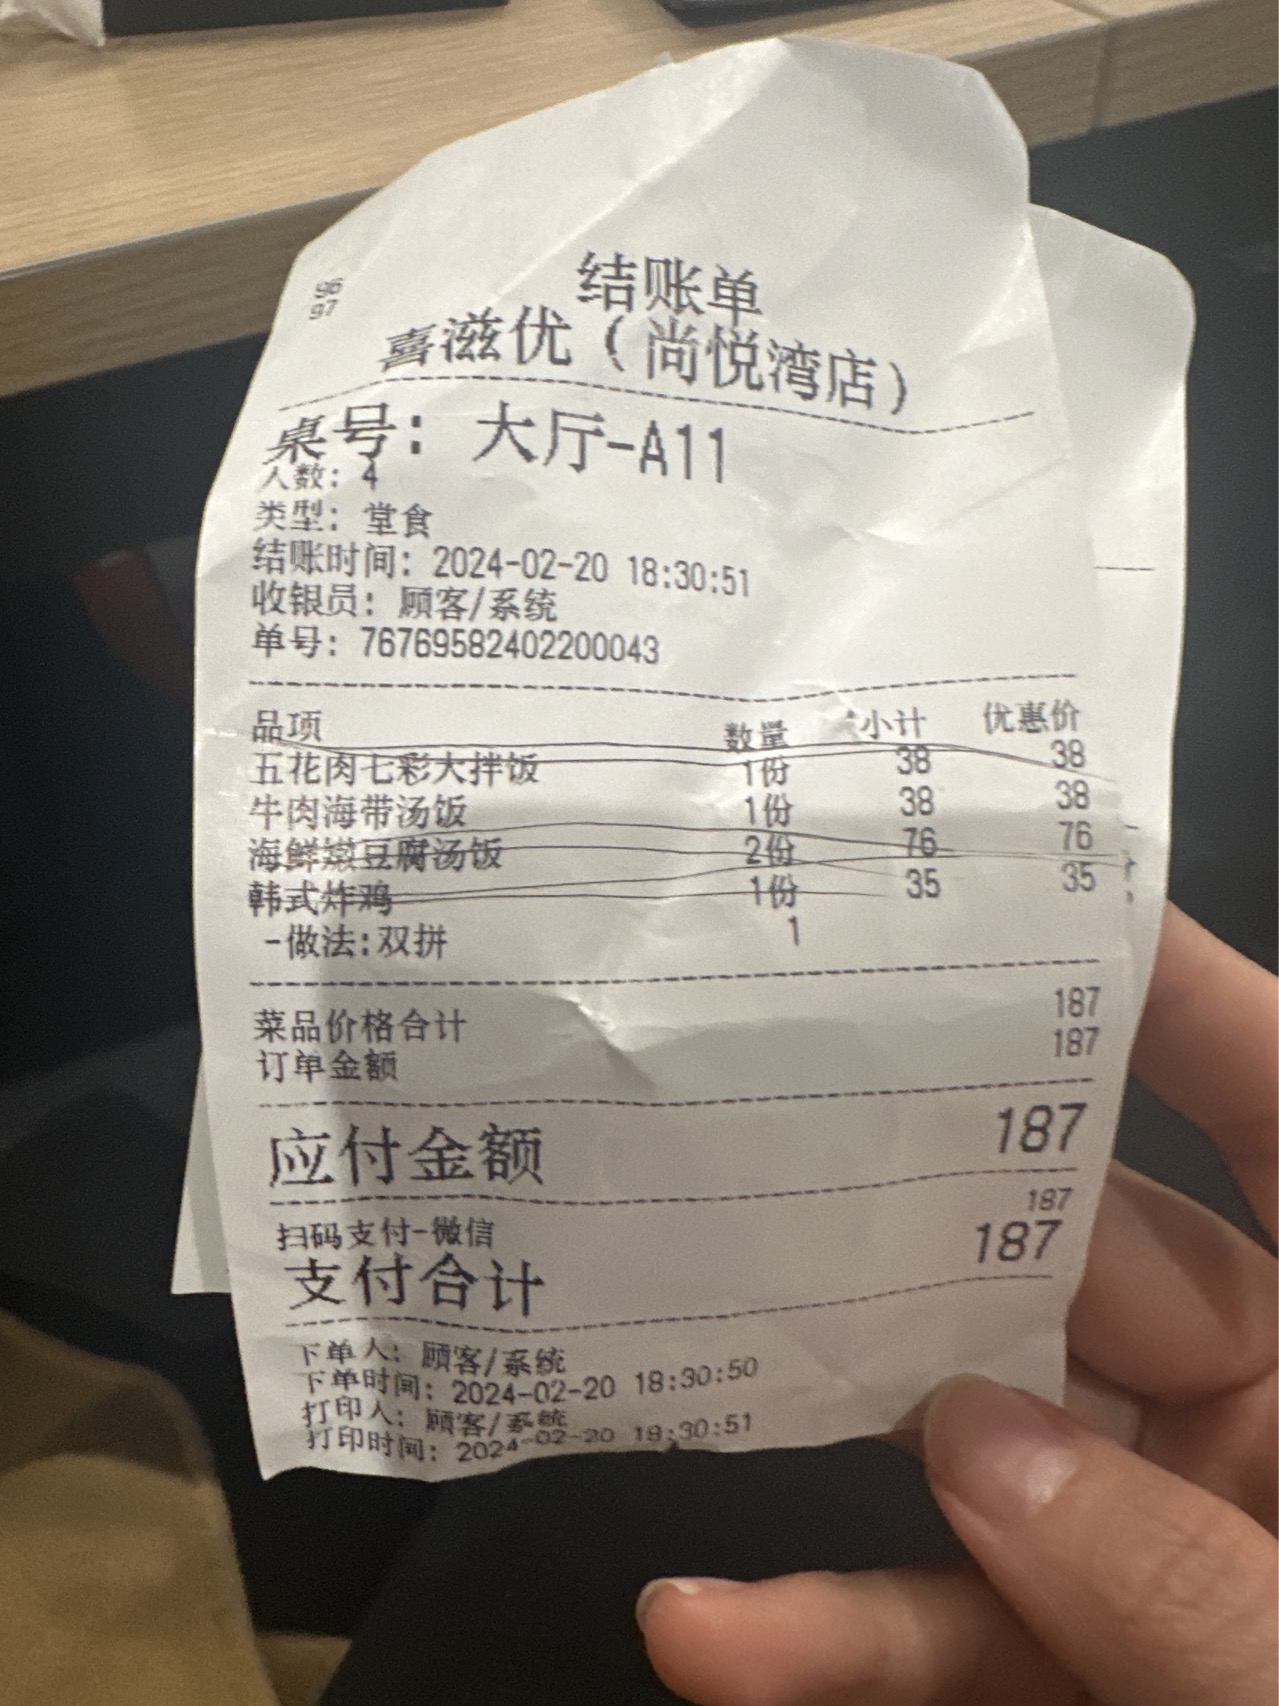 96
97
结账单
喜滋优（尚悦湾店）
桌号：大厅-A11
人数：4
类型：堂食
结账时间：2024-02-20 18:30:51
收银员：顾客/系统
单号：76769582402200043
品项 数量 小计 优惠价
五花肉七彩大拌饭 1份 38 38
牛肉海带汤饭 1份 38 38
海鲜嫩豆腐汤饭 2份 76 76
韩式炸鸡 1份 35 35
-做法:双拼 1
菜品价格合计 187
订单金额 187
应付金额 187
扫码支付-微信 187
支付合计 187
下单人：顾客/系统
下单时间：2024-02-20 18:30:50
打印人：顾客/系统
打印时间：2024-02-20 18:30:51